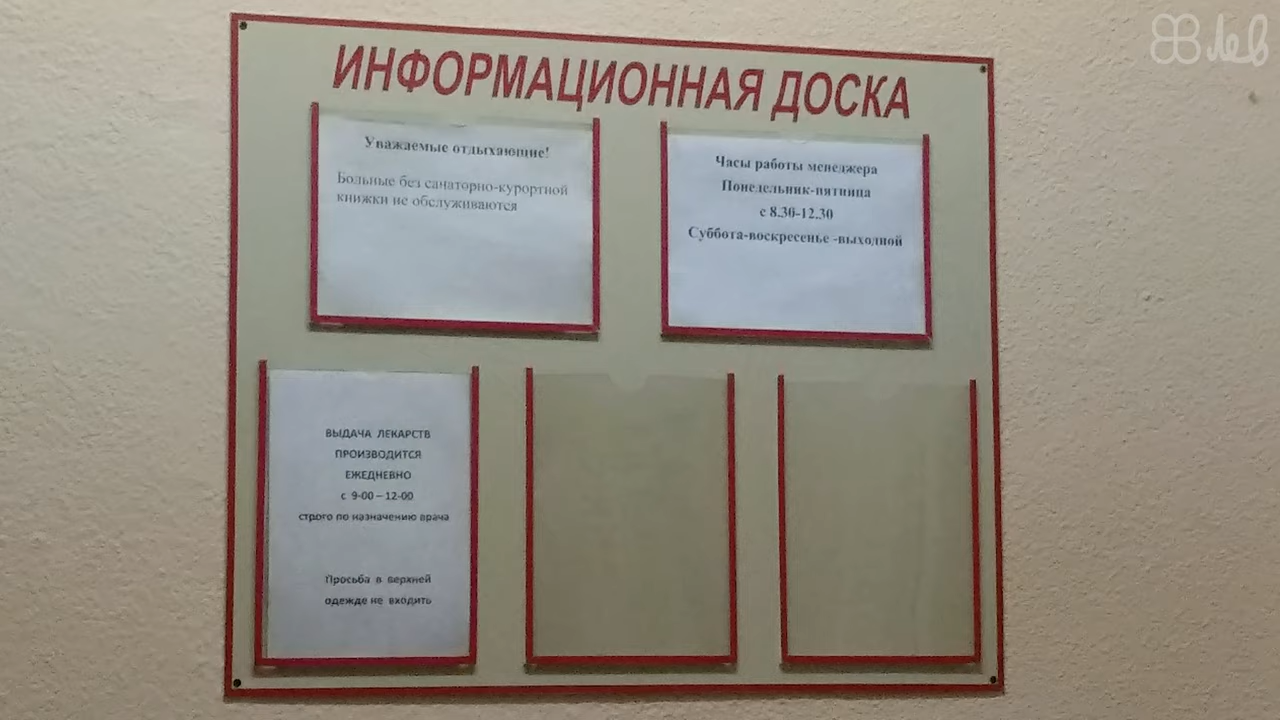 ИНФОРМАЦИОННАЯ ДОСКА
Уважаемые отдыхающие!
Больные без санаторно-курортной
книжки не обслуживаются
Часы работы менеджера
Понедельник-пятница
с 8.30-12.30
Суббота-воскресенье -выходной
ВЫДАЧА ЛЕКАРСТВ
ПРОИЗВОДИТСЯ
ЕЖЕДНЕВНО
с 9-00 – 12-00
строго по назначению врача
Просьба в верхней
одежде не входить
Лев